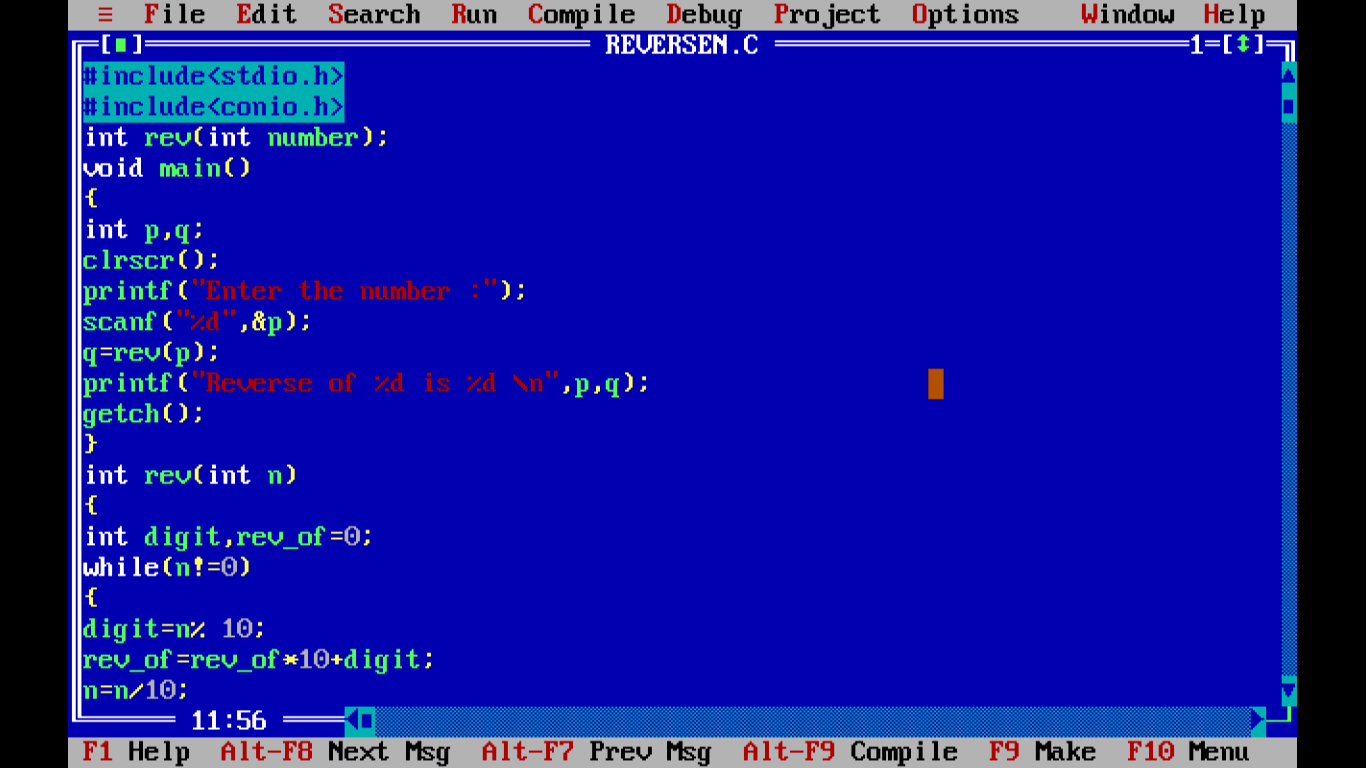 ≡ File Edit Search Run Compile Debug Project Options Window Help
[■] REVERSEN.C 1=[↕]
#include<stdio.h>
#include<conio.h>
int rev(int number);
void main()
{
int p,q;
clrscr();
printf("Enter the number :");
scanf("%d",&p);
q=rev(p);
printf("Reverse of %d is %d \n",p,q);
getch();
}
int rev(int n)
{
int digit,rev_of=0;
while(n!=0)
{
digit=n% 10;
rev_of=rev_of*10+digit;
n=n/10;
11:56
F1 Help Alt-F8 Next Msg Alt-F7 Prev Msg Alt-F9 Compile F9 Make F10 Menu